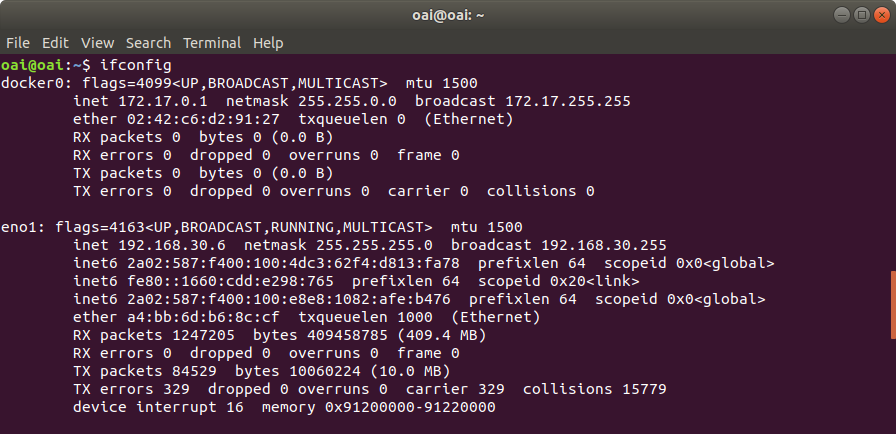 oai@oai: ~
File Edit View Search Terminal Help
oai@oai:~$ ifconfig
docker0: flags=4099<UP,BROADCAST,MULTICAST>  mtu 1500
        inet 172.17.0.1  netmask 255.255.0.0  broadcast 172.17.255.255
        ether 02:42:c6:d2:91:27  txqueuelen 0  (Ethernet)
        RX packets 0  bytes 0 (0.0 B)
        RX errors 0  dropped 0  overruns 0  frame 0
        TX packets 0  bytes 0 (0.0 B)
        TX errors 0  dropped 0 overruns 0  carrier 0  collisions 0
eno1: flags=4163<UP,BROADCAST,RUNNING,MULTICAST>  mtu 1500
        inet 192.168.30.6  netmask 255.255.255.0  broadcast 192.168.30.255
        inet6 2a02:587:f400:100:4dc3:62f4:d813:fa78  prefixlen 64  scopeid 0x0<global>
        inet6 fe80::1660:cdd:e298:765  prefixlen 64  scopeid 0x20<link>
        inet6 2a02:587:f400:100:e8e8:1082:afe:b476  prefixlen 64  scopeid 0x0<global>
        ether a4:bb:6d:b6:8c:cf  txqueuelen 1000  (Ethernet)
        RX packets 1247205  bytes 409458785 (409.4 MB)
        RX errors 0  dropped 0  overruns 0  frame 0
        TX packets 84529  bytes 10060224 (10.0 MB)
        TX errors 329  dropped 0 overruns 0  carrier 329  collisions 15779
        device interrupt 16  memory 0x91200000-91220000